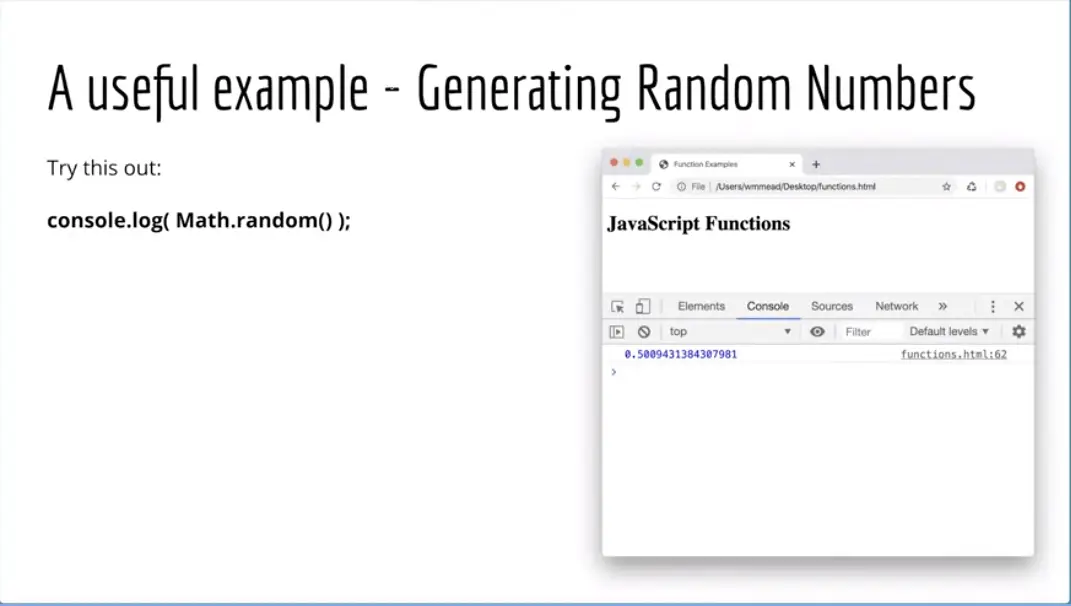 A useful example - Generating Random Numbers
Try this out:
console.log( Math.random() );
Function Examples
File /Users/wmmead/Desktop/functions.html
JavaScript Functions
Elements Console Sources Network »
top Filter Default levels
0.5009431384307981 functions.html:62